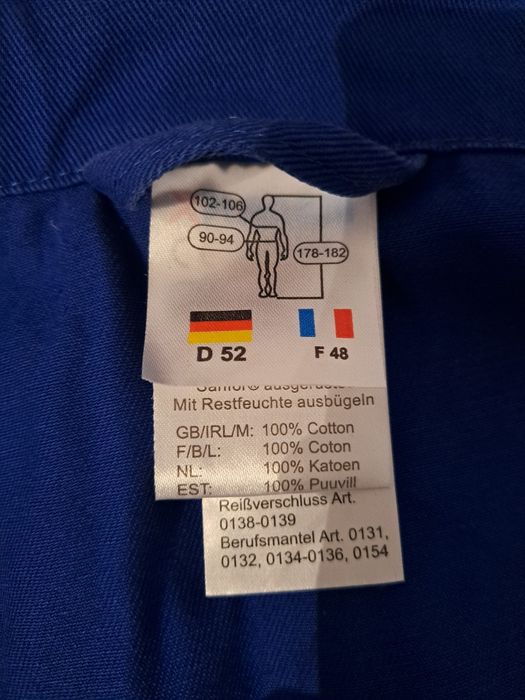 102-106
90-94
178-182
D 52
F 48
Mit Restfeuchte ausbügeln
GB/IRL/M: 100% Cotton
F/B/L: 100% Coton
NL: 100% Katoen
EST: 100% Puuvill
Reißverschluss Art.
0138-0139
Berufsmantel Art. 0131,
0132, 0134-0136, 0154